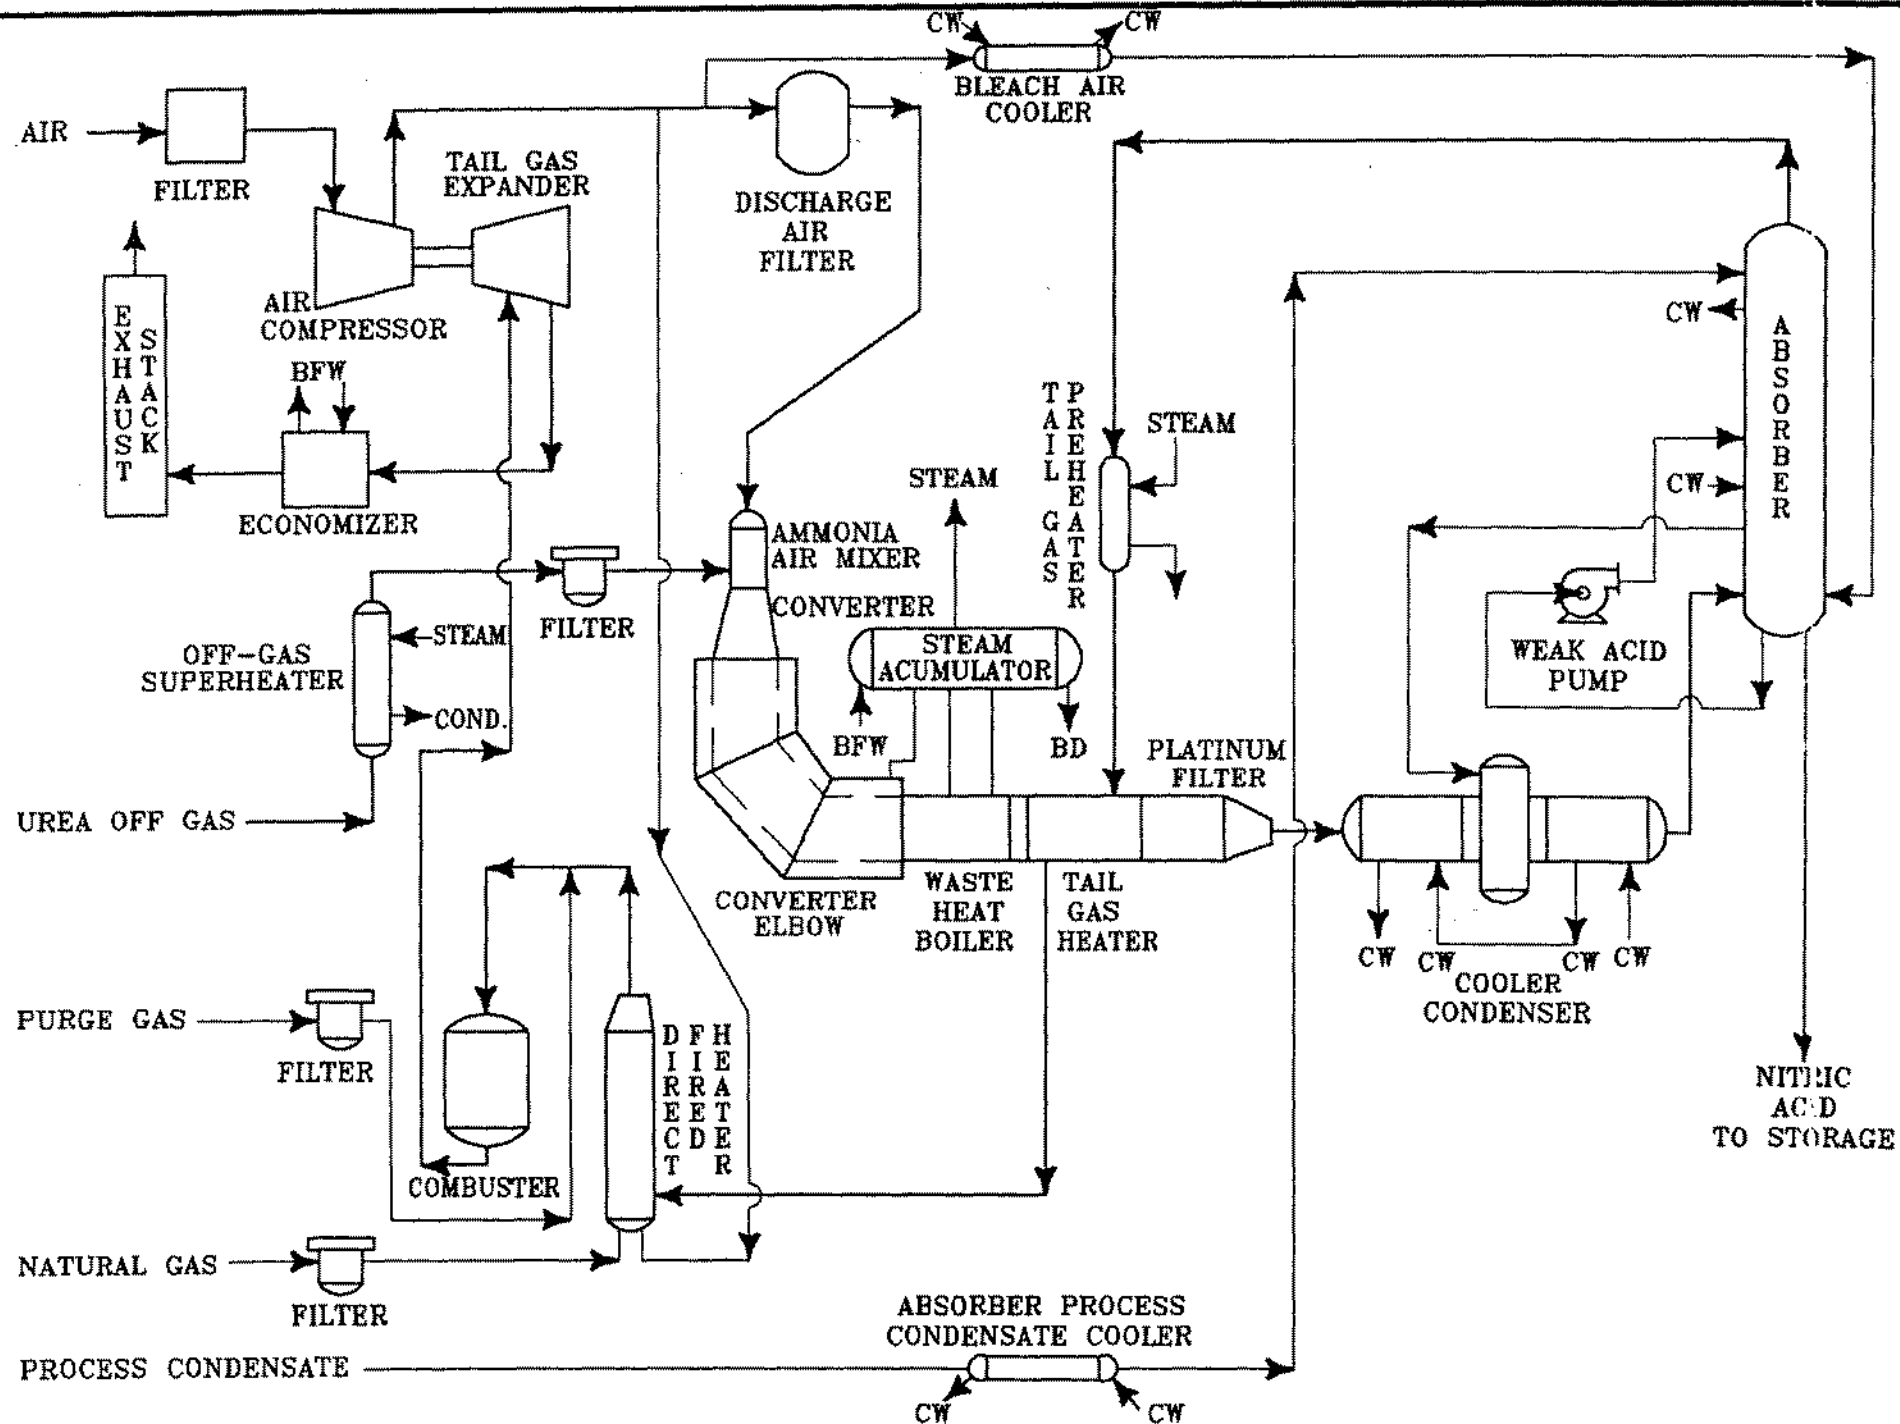 CW
CW
BLEACH AIR
COOLER
AIR
FILTER
TAIL GAS
EXPANDER
DISCHARGE
AIR
FILTER
AIR
COMPRESSOR
EXHAUST
STACK
BFW
ECONOMIZER
CW
ABSORBER
CW
TAIL GAS
PREHEATER
STEAM
STEAM
AMMONIA
AIR MIXER
CONVERTER
FILTER
STEAM
OFF-GAS
SUPERHEATER
COND.
STEAM
ACUMULATOR
BFW
BD
WEAK ACID
PUMP
PLATINUM
FILTER
UREA OFF GAS
CONVERTER
ELBOW
WASTE
HEAT
BOILER
TAIL
GAS
HEATER
CW
CW
CW
CW
COOLER
CONDENSER
PURGE GAS
FILTER
DIRECT
FIRED
HEATER
COMBUSTER
NITRIC
ACID
TO STORAGE
NATURAL GAS
FILTER
ABSORBER PROCESS
CONDENSATE COOLER
PROCESS CONDENSATE
CW
CW